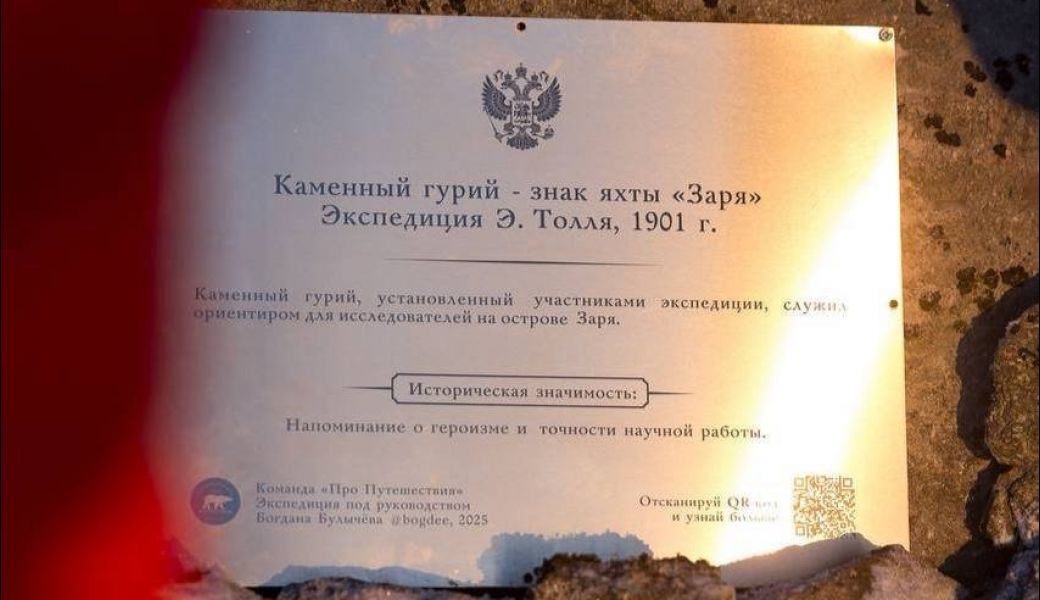 Каменный гурий - знак яхты «Заря»
Экспедиция Э. Толля, 1901 г.
Каменный гурий, установленный участниками экспедиции, служил
ориентиром для исследователей на острове Заря.
Историческая значимость:
Напоминание о героизме и точности научной работы.
Команда «Про Путешествия»
Экспедиция под руководством
Богдана Булычёва @bogdee, 2025
Отсканируй QR-код
и узнай больше